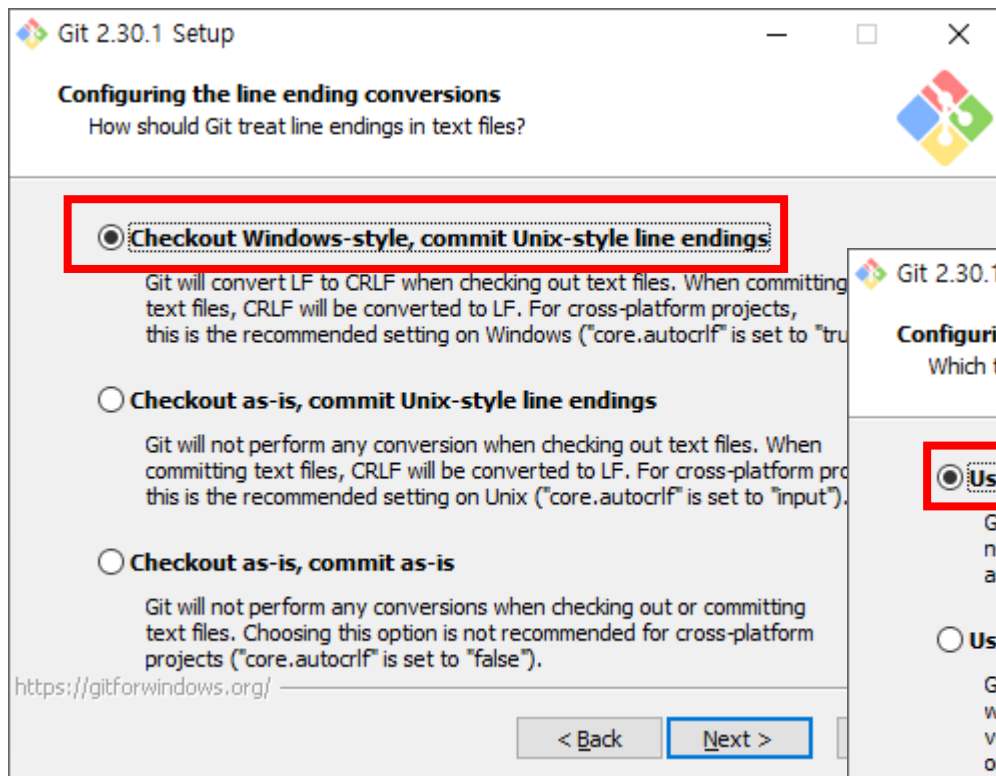 Git 2.30.1 Setup
Configuring the line ending conversions
How should Git treat line endings in text files?
Checkout Windows-style, commit Unix-style line endings
Git will convert LF to CRLF when checking out text files. When committing
text files, CRLF will be converted to LF. For cross-platform projects,
this is the recommended setting on Windows ("core.autocrlf" is set to "tru
Checkout as-is, commit Unix-style line endings
Git will not perform any conversion when checking out text files. When
committing text files, CRLF will be converted to LF. For cross-platform pro
this is the recommended setting on Unix ("core.autocrlf" is set to "input").
Checkout as-is, commit as-is
Git will not perform any conversions when checking out or committing
text files. Choosing this option is not recommended for cross-platform
projects ("core.autocrlf" is set to "false").
https://gitforwindows.org/
< Back
Next >
Git 2.30.1
Configuri
Which t
Us
G
n
a
Us
G
w
v
o